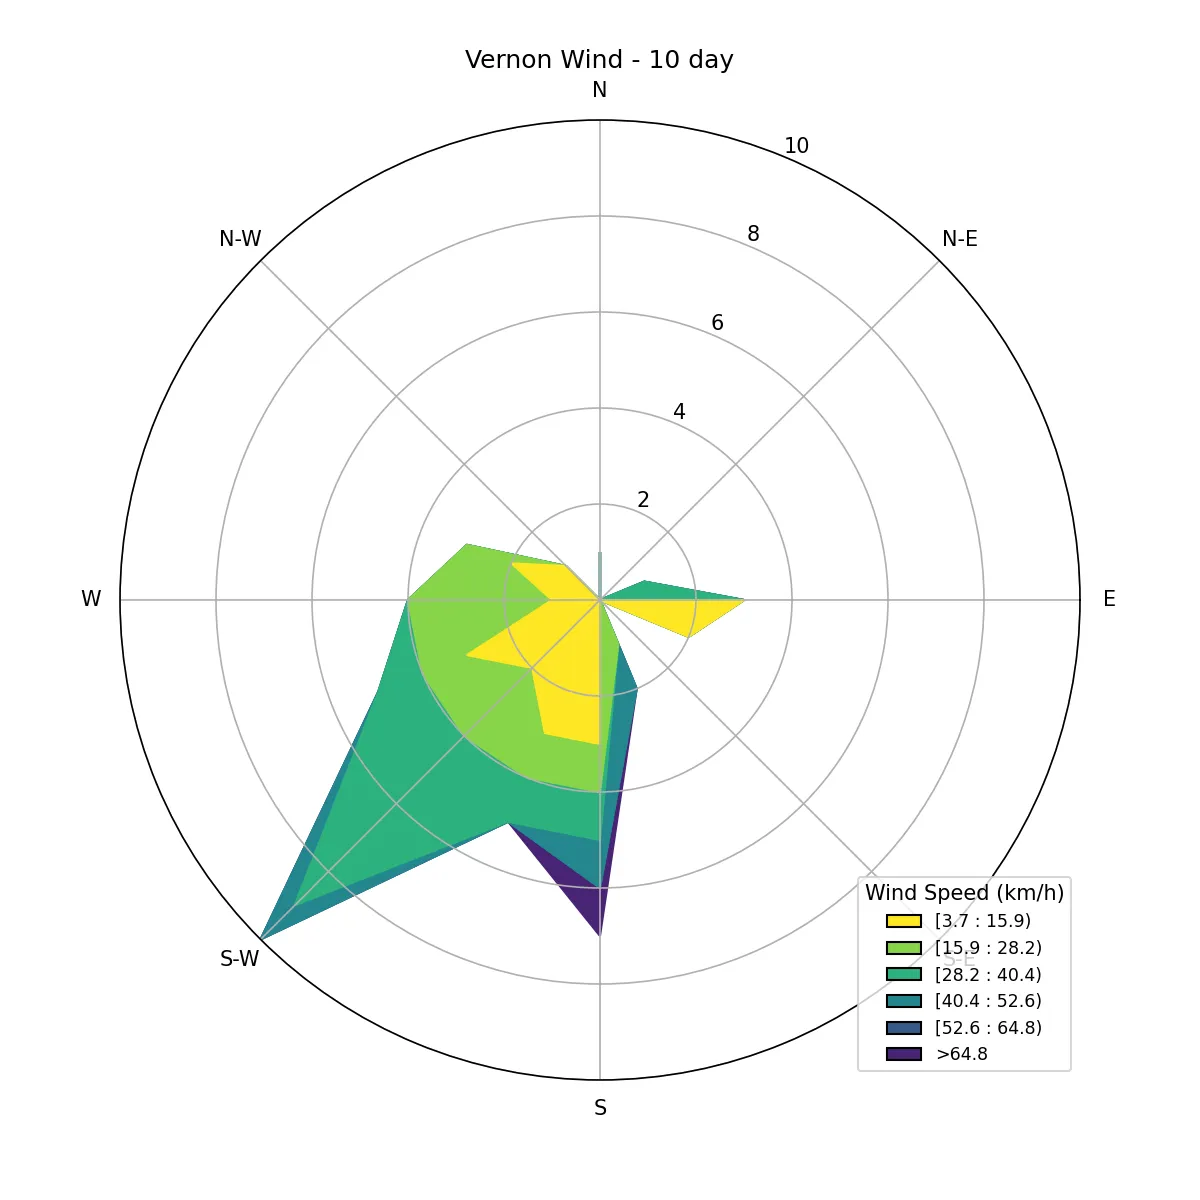 Vernon Wind - 10 day
N
10
N-W
8
N-E
6
4
2
W
E
S-W
S-E
S
Wind Speed (km/h)
[3.7 : 15.9)
[15.9 : 28.2)
[28.2 : 40.4)
[40.4 : 52.6)
[52.6 : 64.8)
>64.8